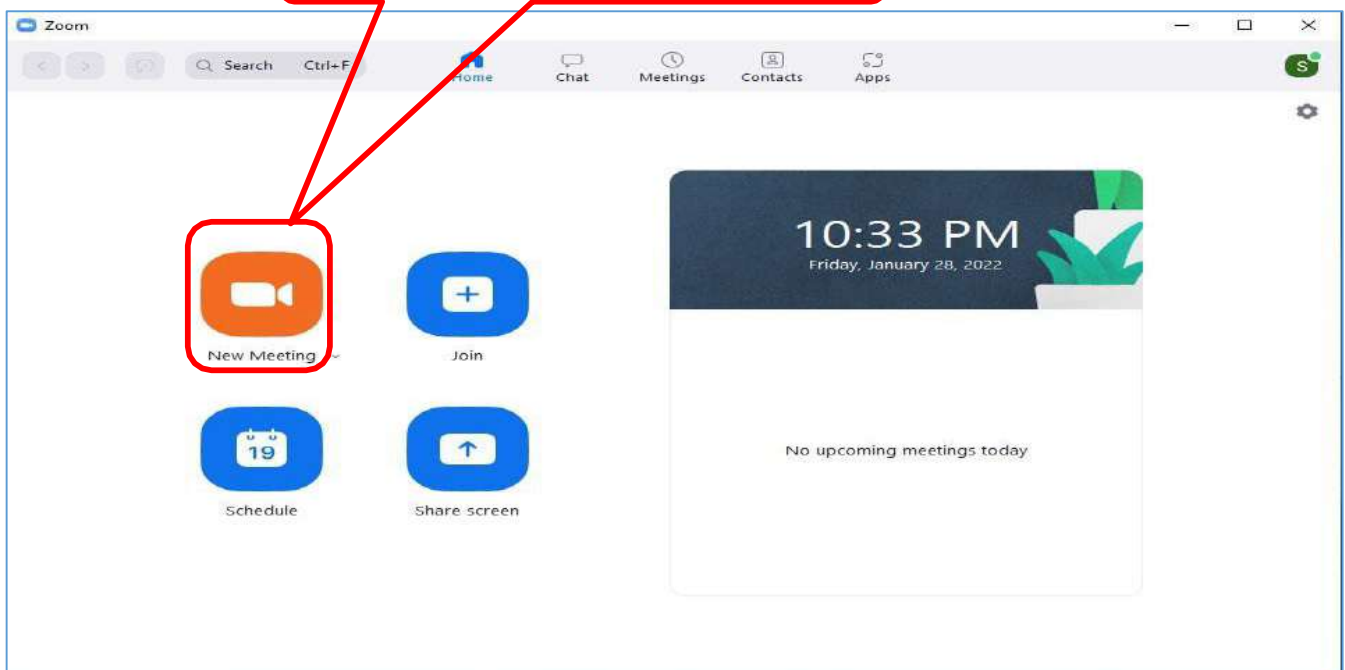 Zoom
Search Ctrl+F
Home
Chat
Meetings
Contacts
Apps
S
10:33 PM
Friday, January 28, 2022
New Meeting
Join
19
Schedule
Share screen
No upcoming meetings today